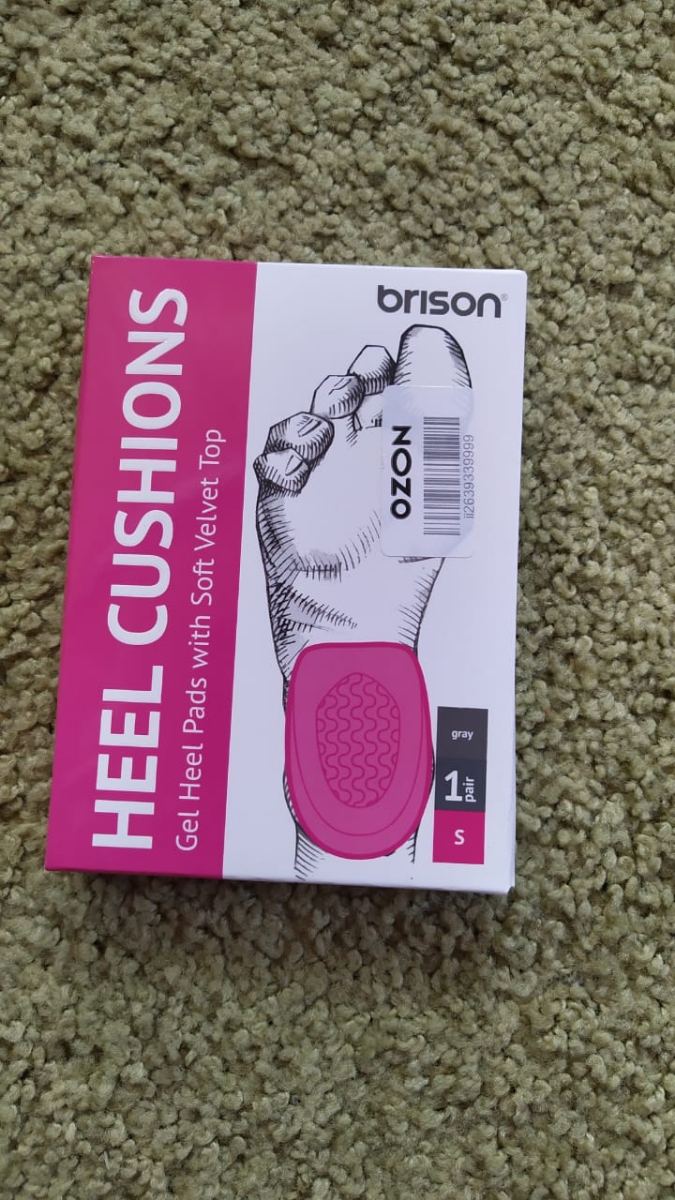 HEEL CUSHIONS
Gel Heel Pads with Soft Velvet Top
brison®
OZON
ii2639339999
gray
1 pair
S